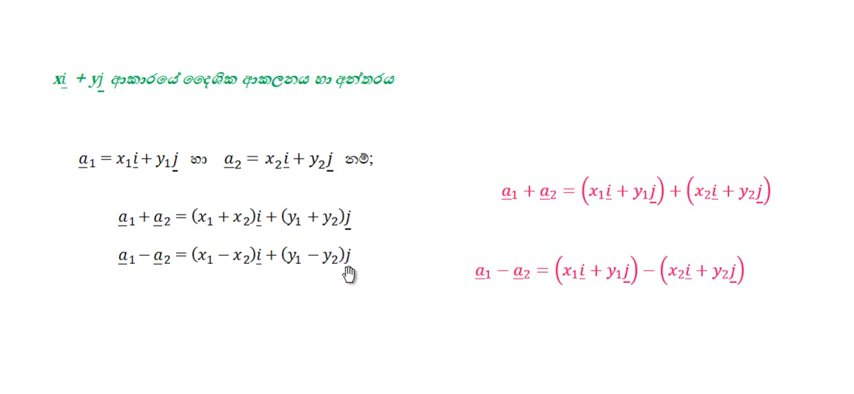 xi + yj ආකාරයේ දෛශික ආකලනය හා අන්තරය
a₁ = x₁i + y₁j හා a₂ = x₂i + y₂j නම්;
a₁ + a₂ = (x₁ + x₂)i + (y₁ + y₂)j
a₁ − a₂ = (x₁ − x₂)i + (y₁ − y₂)j
a₁ + a₂ = (x₁i + y₁j) + (x₂i + y₂j)
a₁ − a₂ = (x₁i + y₁j) − (x₂i + y₂j)